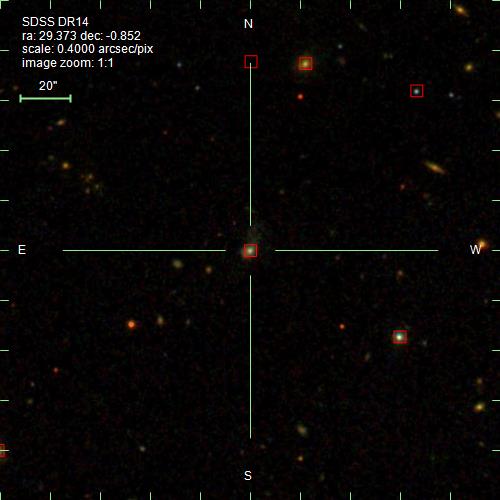 SDSS DR14
ra: 29.373 dec: -0.852
scale: 0.4000 arcsec/pix
image zoom: 1:1
20"
N
E
W
S